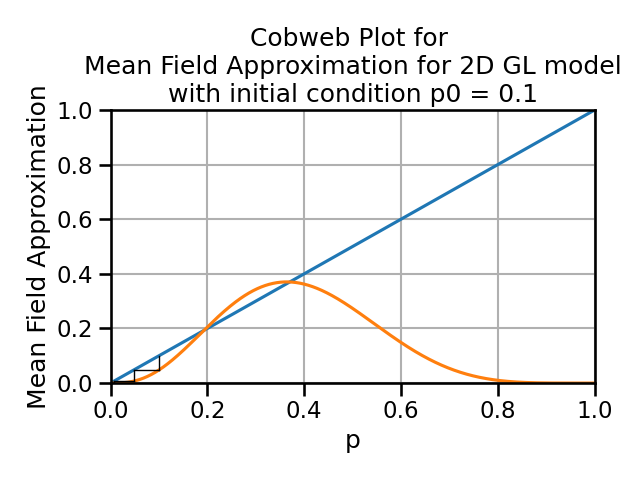 Cobweb Plot for
Mean Field Approximation for 2D GL model
with initial condition p0 = 0.1
Mean Field Approximation
1.0
0.8
0.6
0.4
0.2
0.0
0.0 0.2 0.4 0.6 0.8 1.0
p